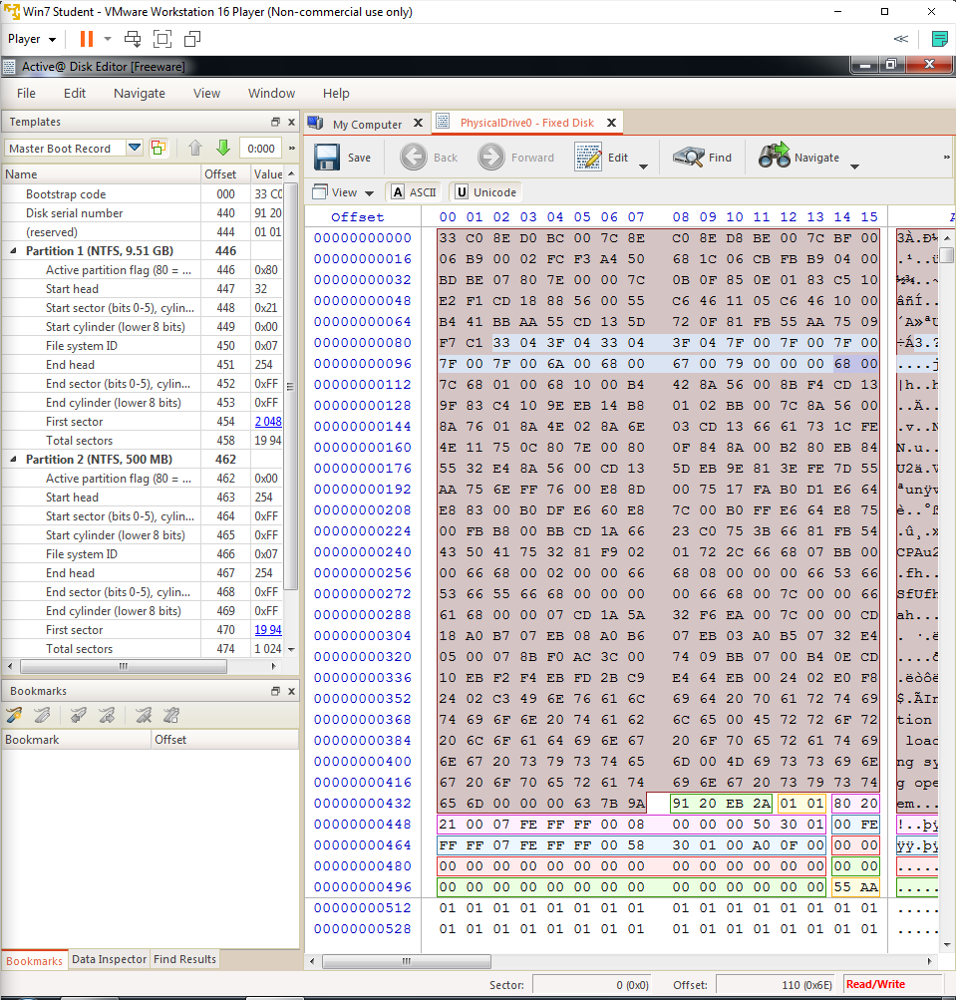 Win7 Student - VMware Workstation 16 Player (Non-commercial use only)
Player
Active@ Disk Editor [Freeware]
File Edit Navigate View Window Help
Templates
Master Boot Record 0:000 »
Name Offset Value
Bootstrap code 000 33 C0
Disk serial number 440 91 20
(reserved) 444 01 01
Partition 1 (NTFS, 9.51 GB) 446
Active partition flag (80 = ... 446 0x80
Start head 447 32
Start sector (bits 0-5), cylin... 448 0x21
Start cylinder (lower 8 bits) 449 0x00
File system ID 450 0x07
End head 451 254
End sector (bits 0-5), cylin... 452 0xFF
End cylinder (lower 8 bits) 453 0xFF
First sector 454 2 048
Total sectors 458 19 94
Partition 2 (NTFS, 500 MB) 462
Active partition flag (80 = ... 462 0x00
Start head 463 254
Start sector (bits 0-5), cylin... 464 0xFF
Start cylinder (lower 8 bits) 465 0xFF
File system ID 466 0x07
End head 467 254
End sector (bits 0-5), cylin... 468 0xFF
End cylinder (lower 8 bits) 469 0xFF
First sector 470 19 94
Total sectors 474 1 024
Bookmarks
Bookmark Offset
Bookmarks Data Inspector Find Results
My Computer PhysicalDrive0 - Fixed Disk
Save Back Forward Edit Find Navigate »
View A ASCII U Unicode
Offset 00 01 02 03 04 05 06 07 08 09 10 11 12 13 14 15
00000000000 33 C0 8E D0 BC 00 7C 8E C0 8E D8 BE 00 7C BF 00
00000000016 06 B9 00 02 FC F3 A4 50 68 1C 06 CB FB B9 04 00
00000000032 BD BE 07 80 7E 00 00 7C 0B 0F 85 0E 01 83 C5 10
00000000048 E2 F1 CD 18 88 56 00 55 C6 46 11 05 C6 46 10 00
00000000064 B4 41 BB AA 55 CD 13 5D 72 0F 81 FB 55 AA 75 09
00000000080 F7 C1 33 04 3F 04 33 04 3F 04 7F 00 7F 00 7F 00
00000000096 7F 00 7F 00 6A 00 68 00 67 00 79 00 00 00 68 00
00000000112 7C 68 01 00 68 10 00 B4 42 8A 56 00 8B F4 CD 13
00000000128 9F 83 C4 10 9E EB 14 B8 01 02 BB 00 7C 8A 56 00
00000000144 8A 76 01 8A 4E 02 8A 6E 03 CD 13 66 61 73 1C FE
00000000160 4E 11 75 0C 80 7E 00 80 0F 84 8A 00 B2 80 EB 84
00000000176 55 32 E4 8A 56 00 CD 13 5D EB 9E 81 3E FE 7D 55
00000000192 AA 75 6E FF 76 00 E8 8D 00 75 17 FA B0 D1 E6 64
00000000208 E8 83 00 B0 DF E6 60 E8 7C 00 B0 FF E6 64 E8 75
00000000224 00 FB B8 00 BB CD 1A 66 23 C0 75 3B 66 81 FB 54
00000000240 43 50 41 75 32 81 F9 02 01 72 2C 66 68 07 BB 00
00000000256 00 66 68 00 02 00 00 66 68 08 00 00 00 66 53 66
00000000272 53 66 55 66 68 00 00 00 00 66 68 00 7C 00 00 66
00000000288 61 68 00 00 07 CD 1A 5A 32 F6 EA 00 7C 00 00 CD
00000000304 18 A0 B7 07 EB 08 A0 B6 07 EB 03 A0 B5 07 32 E4
00000000320 05 00 07 8B F0 AC 3C 00 74 09 BB 07 00 B4 0E CD
00000000336 10 EB F2 F4 EB FD 2B C9 E4 64 EB 00 24 02 E0 F8
00000000352 24 02 C3 49 6E 76 61 6C 69 64 20 70 61 72 74 69
00000000368 74 69 6F 6E 20 74 61 62 6C 65 00 45 72 72 6F 72
00000000384 20 6C 6F 61 64 69 6E 67 20 6F 70 65 72 61 74 69
00000000400 6E 67 20 73 79 73 74 65 6D 00 4D 69 73 73 69 6E
00000000416 67 20 6F 70 65 72 61 74 69 6E 67 20 73 79 73 74
00000000432 65 6D 00 00 00 63 7B 9A 91 20 EB 2A 01 01 80 20
00000000448 21 00 07 FE FF FF 00 08 00 00 00 50 30 01 00 FE
00000000464 FF FF 07 FE FF FF 00 58 30 01 00 A0 0F 00 00 00
00000000480 00 00 00 00 00 00 00 00 00 00 00 00 00 00 00 00
00000000496 00 00 00 00 00 00 00 00 00 00 00 00 00 00 55 AA
00000000512 01 01 01 01 01 01 01 01 01 01 01 01 01 01 01 01
00000000528 01 01 01 01 01 01 01 01 01 01 01 01 01 01 01 01
Sector: 0 (0x0) Offset: 110 (0x6E) Read/Write